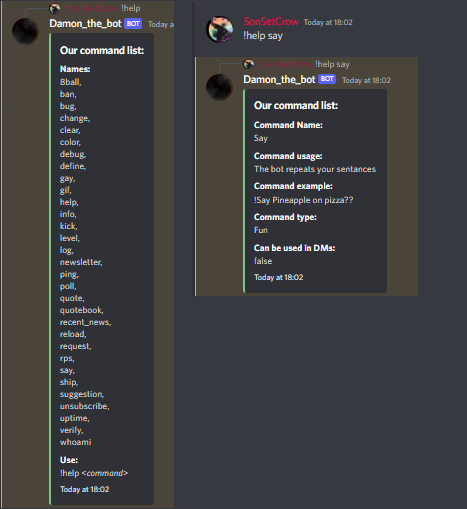 !help
Damon_the_bot BOT Today a
Our command list:
Names:
8ball,
ban,
bug,
change,
clear,
color,
debug,
define,
gay,
gif,
help,
info,
kick,
level,
log,
newsletter,
ping,
poll,
quote,
quotebook,
recent_news,
reload,
request,
rps,
say,
ship,
suggestion,
unsubscribe,
uptime,
verify,
whoami
Use:
!help <command>
Today at 18:02
SonSetCrow Today at 18:02
!help say
!help say
Damon_the_bot BOT Today at 18:02
Our command list:
Command Name:
Say
Command usage:
The bot repeats your sentances
Command example:
!Say Pineapple on pizza??
Command type:
Fun
Can be used in DMs:
false
Today at 18:02